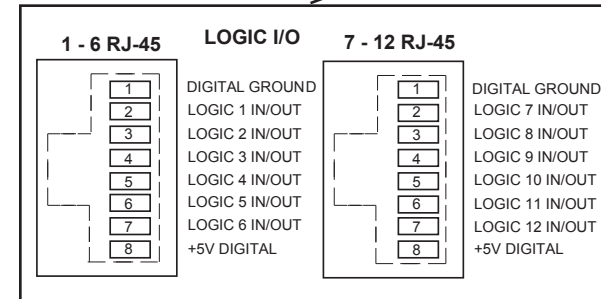 LOGIC I/O
1 - 6 RJ-45
1 DIGITAL GROUND
2 LOGIC 1 IN/OUT
3 LOGIC 2 IN/OUT
4 LOGIC 3 IN/OUT
5 LOGIC 4 IN/OUT
6 LOGIC 5 IN/OUT
7 LOGIC 6 IN/OUT
8 +5V DIGITAL
7 - 12 RJ-45
1 DIGITAL GROUND
2 LOGIC 7 IN/OUT
3 LOGIC 8 IN/OUT
4 LOGIC 9 IN/OUT
5 LOGIC 10 IN/OUT
6 LOGIC 11 IN/OUT
7 LOGIC 12 IN/OUT
8 +5V DIGITAL